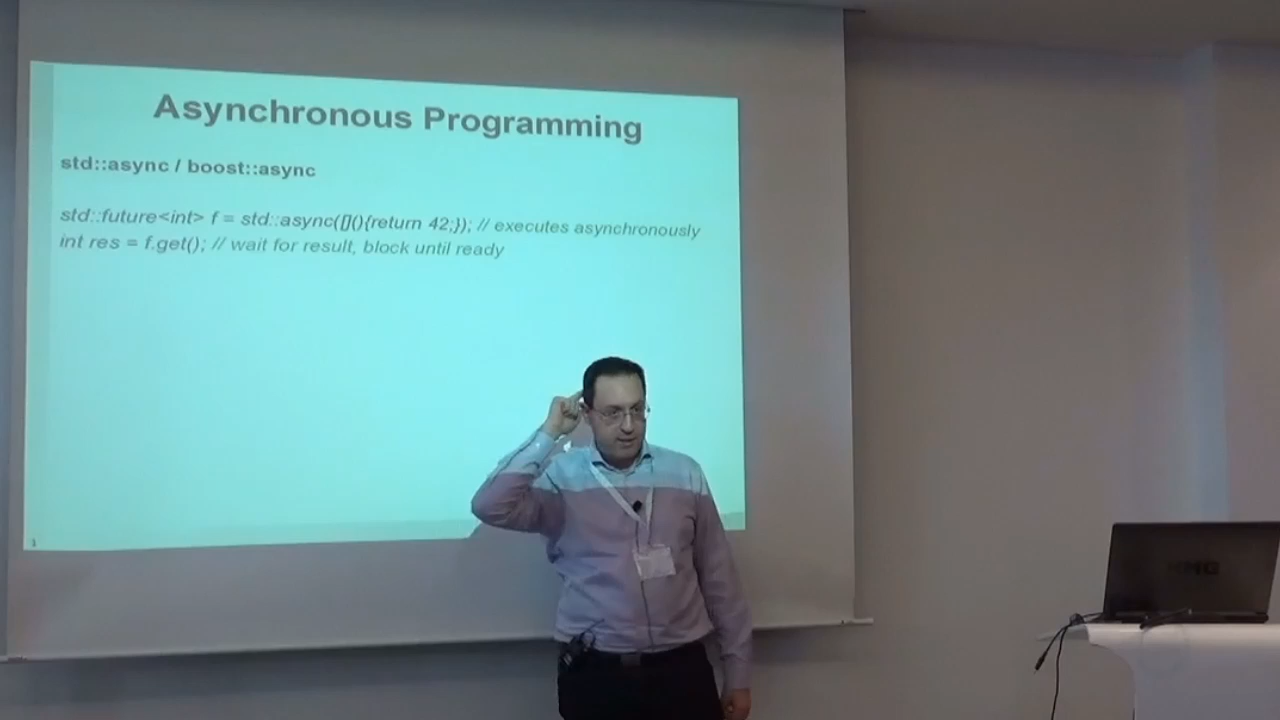 Asynchronous Programming
std::async / boost::async
std::future<int> f = std::async([](){return 42;}); // executes asynchronously
int res = f.get(); // wait for result, block until ready